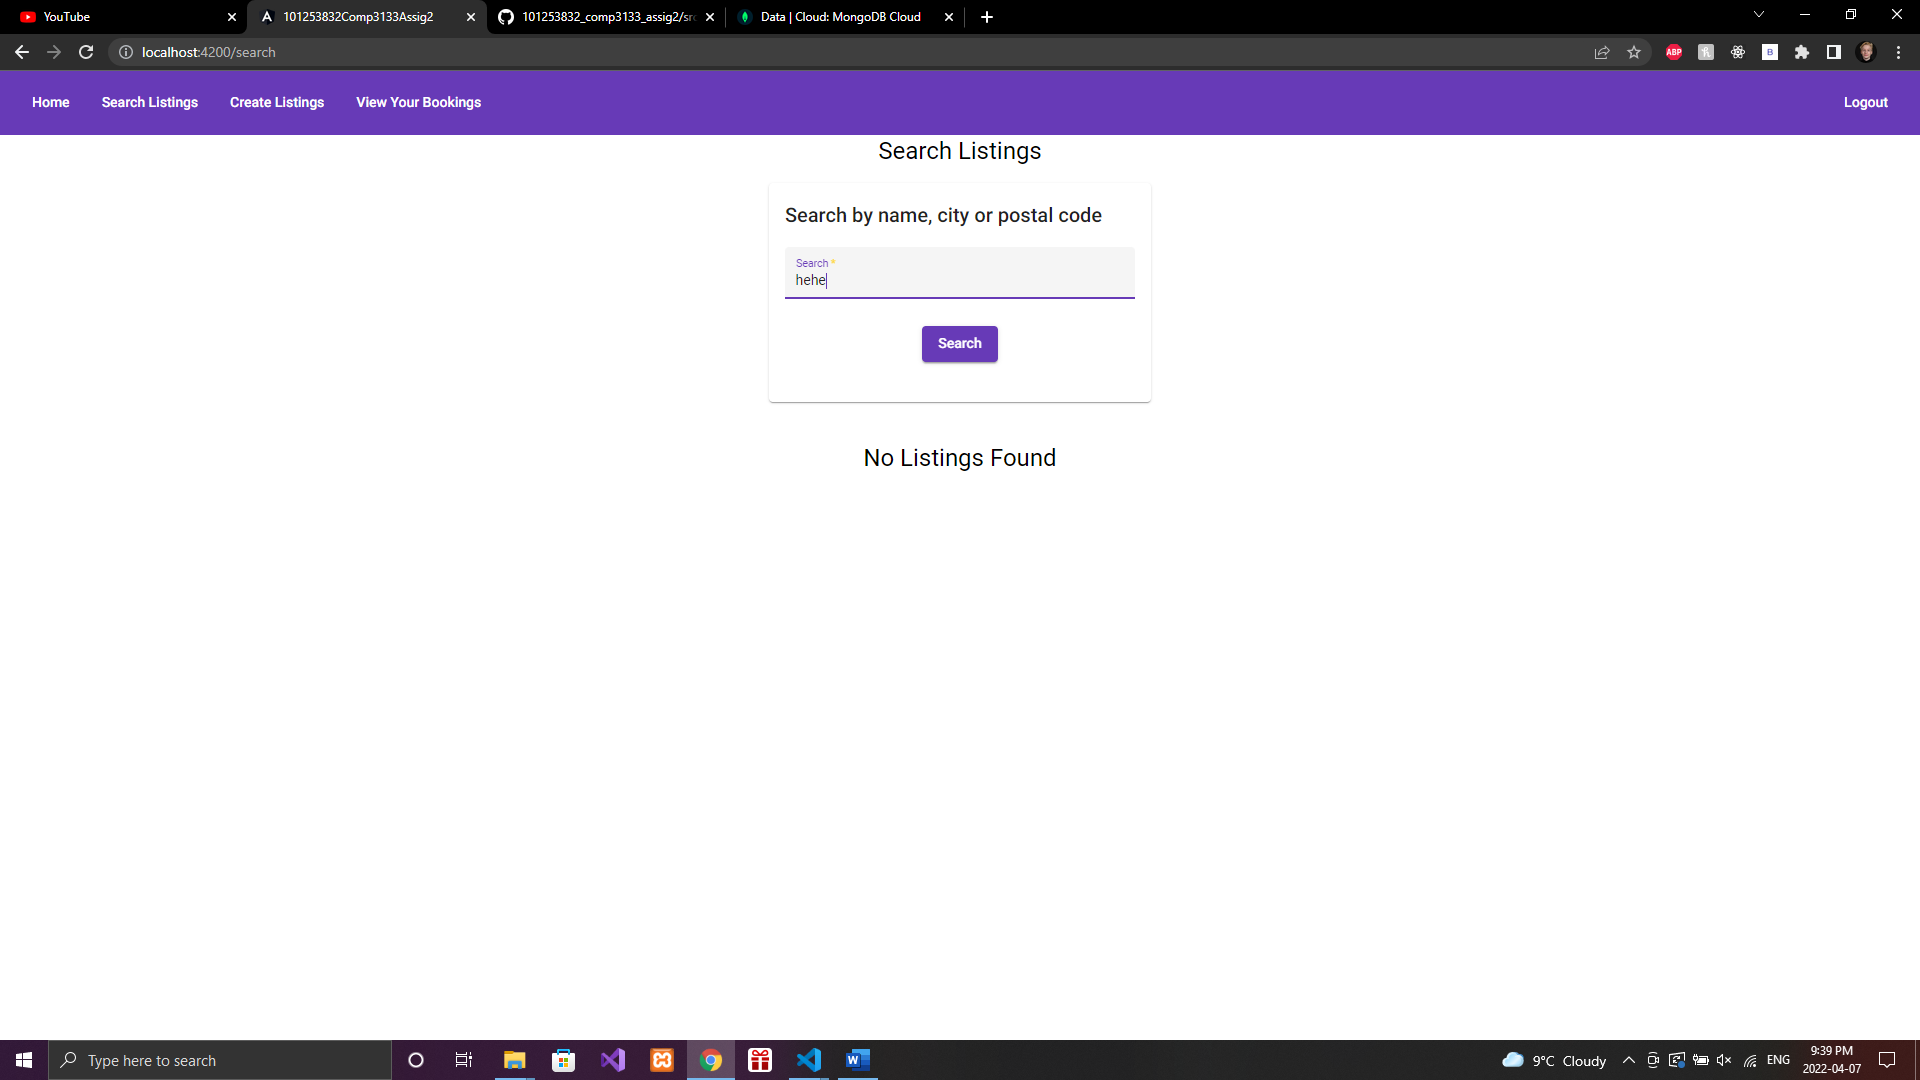 YouTube
101253832Comp3133Assig2
101253832_comp3133_assig2/src
Data | Cloud: MongoDB Cloud
localhost:4200/search
ABP
B
Home
Search Listings
Create Listings
View Your Bookings
Logout
Search Listings
Search by name, city or postal code
Search *
hehe
Search
No Listings Found
Type here to search
W
9°C Cloudy
ENG
9:39 PM
2022-04-07